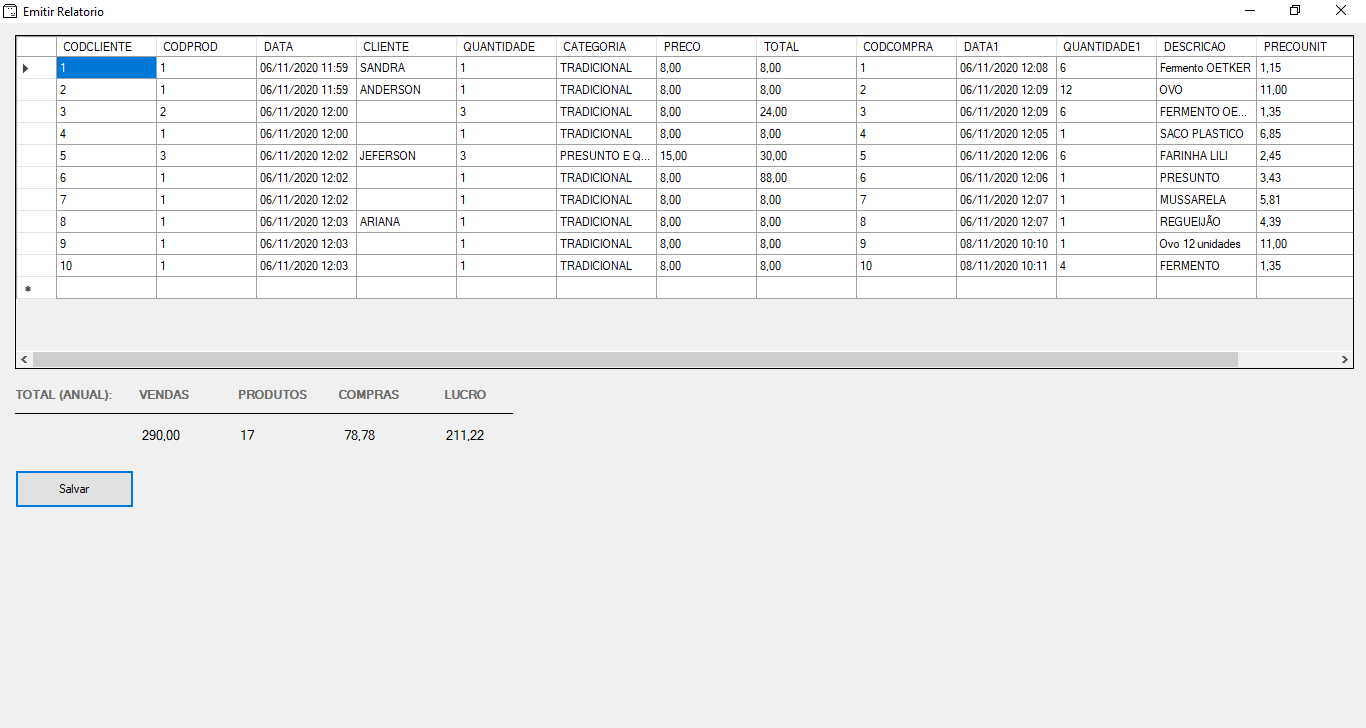 Emitir Relatorio
CODCLIENTE CODPROD DATA CLIENTE QUANTIDADE CATEGORIA PRECO TOTAL CODCOMPRA DATA1 QUANTIDADE1 DESCRICAO PRECOUNIT
1 1 06/11/2020 11:59 SANDRA 1 TRADICIONAL 8,00 8,00 1 06/11/2020 12:08 6 Fermento OETKER 1,15
2 1 06/11/2020 11:59 ANDERSON 1 TRADICIONAL 8,00 8,00 2 06/11/2020 12:09 12 OVO 11,00
3 2 06/11/2020 12:00 3 TRADICIONAL 8,00 24,00 3 06/11/2020 12:09 6 FERMENTO OE... 1,35
4 1 06/11/2020 12:00 1 TRADICIONAL 8,00 8,00 4 06/11/2020 12:05 1 SACO PLASTICO 6,85
5 3 06/11/2020 12:02 JEFERSON 3 PRESUNTO E Q... 15,00 30,00 5 06/11/2020 12:06 6 FARINHA LILI 2,45
6 1 06/11/2020 12:02 1 TRADICIONAL 8,00 88,00 6 06/11/2020 12:06 1 PRESUNTO 3,43
7 1 06/11/2020 12:02 1 TRADICIONAL 8,00 8,00 7 06/11/2020 12:07 1 MUSSARELA 5,81
8 1 06/11/2020 12:03 ARIANA 1 TRADICIONAL 8,00 8,00 8 06/11/2020 12:07 1 REGUEIJÃO 4,39
9 1 06/11/2020 12:03 1 TRADICIONAL 8,00 8,00 9 08/11/2020 10:10 1 Ovo 12 unidades 11,00
10 1 06/11/2020 12:03 1 TRADICIONAL 8,00 8,00 10 08/11/2020 10:11 4 FERMENTO 1,35
TOTAL (ANUAL): VENDAS PRODUTOS COMPRAS LUCRO
290,00 17 78,78 211,22
Salvar